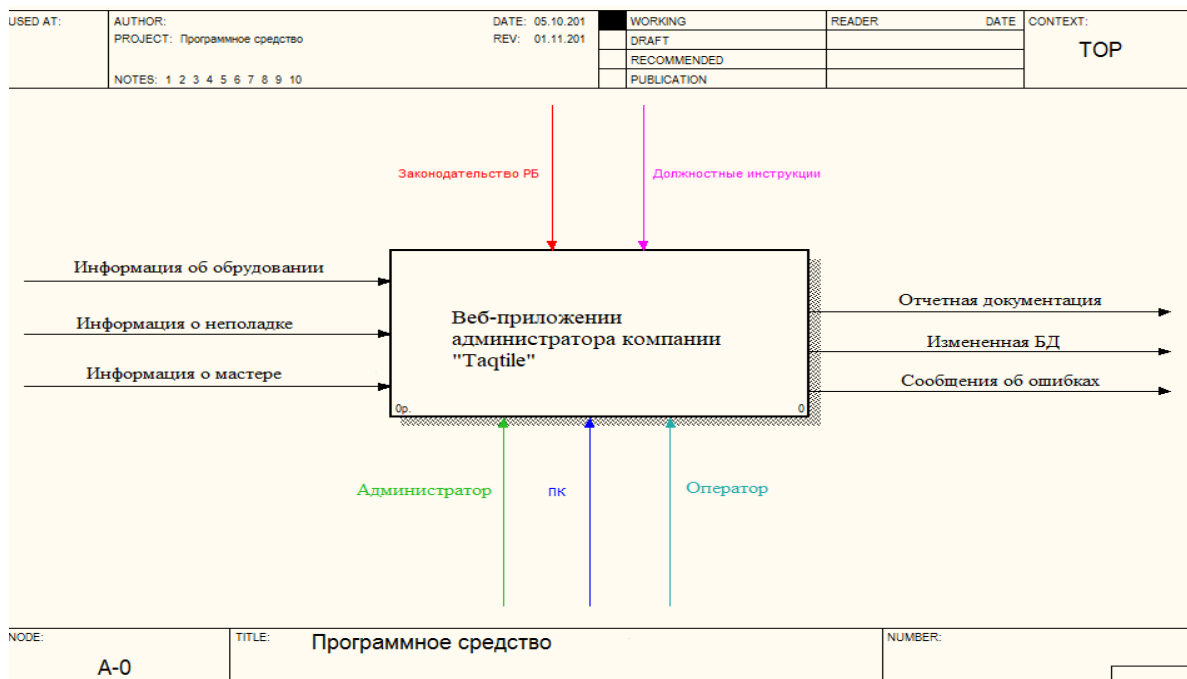 USED AT:
AUTHOR:
DATE: 05.10.201
PROJECT: Программное средство
REV: 01.11.201
NOTES: 1 2 3 4 5 6 7 8 9 10
WORKING
DRAFT
RECOMMENDED
PUBLICATION
READER
DATE
CONTEXT:
TOP
Законодательство РБ
Должностные инструкции
Информация об обрудовании
Информация о неполадке
Информация о мастере
Веб-приложении
администратора компании
"Taqtile"
0р.
0
Отчетная документация
Измененная БД
Сообщения об ошибках
Администратор
ПК
Оператор
NODE:
A-0
TITLE:
Программное средство
NUMBER: